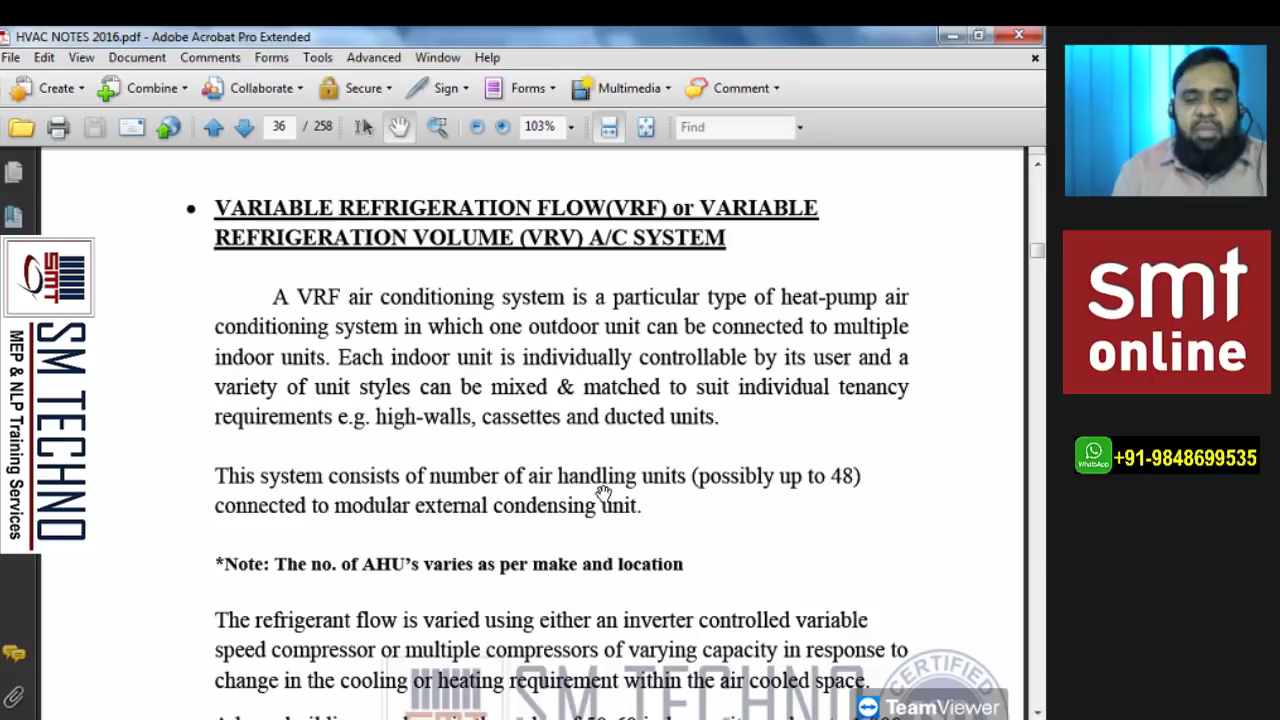 HVAC NOTES 2016.pdf - Adobe Acrobat Pro Extended
File Edit View Document Comments Forms Tools Advanced Window Help
Create Combine Collaborate Secure Sign Forms Multimedia Comment
36 / 258 103% Find
• VARIABLE REFRIGERATION FLOW(VRF) or VARIABLE
REFRIGERATION VOLUME (VRV) A/C SYSTEM
A VRF air conditioning system is a particular type of heat-pump air
conditioning system in which one outdoor unit can be connected to multiple
indoor units. Each indoor unit is individually controllable by its user and a
variety of unit styles can be mixed & matched to suit individual tenancy
requirements e.g. high-walls, cassettes and ducted units.
This system consists of number of air handling units (possibly up to 48)
connected to modular external condensing unit.
*Note: The no. of AHU's varies as per make and location
The refrigerant flow is varied using either an inverter controlled variable
speed compressor or multiple compressors of varying capacity in response to
change in the cooling or heating requirement within the air cooled space.
SMT
SM TECHNO
MEP & NLP Training Services
smt
online
WhatsApp
+91-9848699535
SM TECHNO
CERTIFIED
TeamViewer